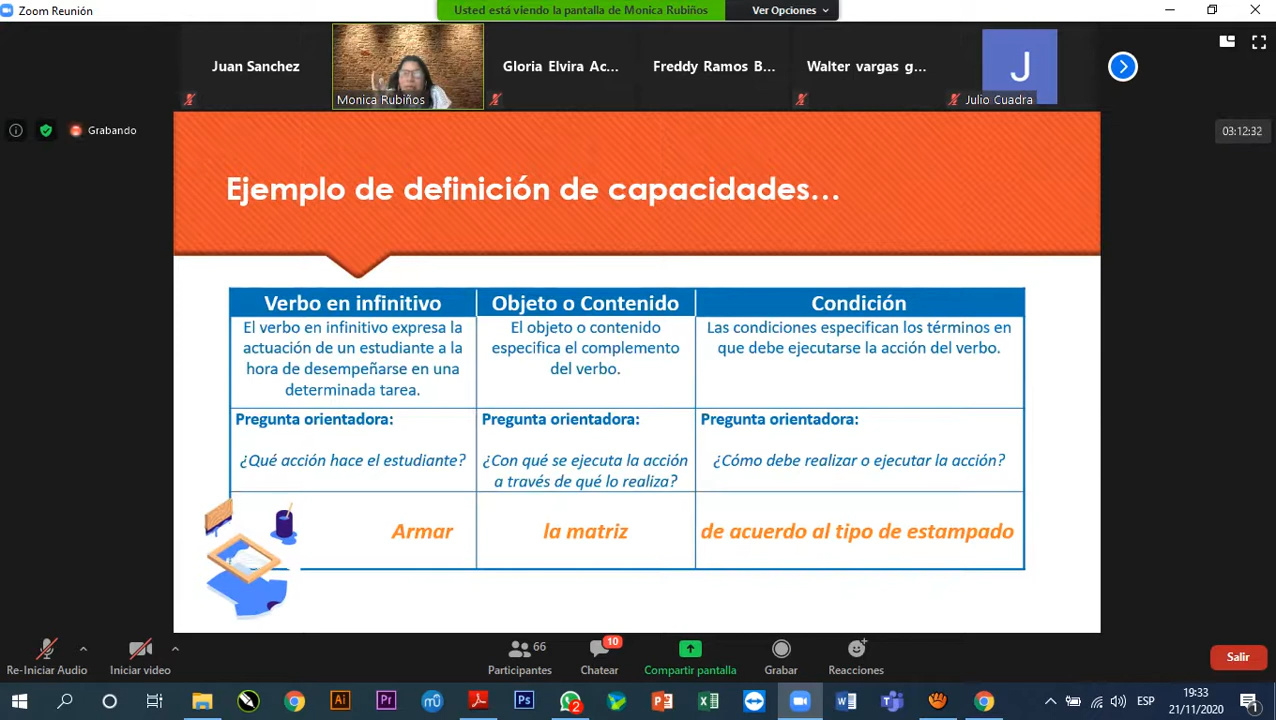 Zoom Reunión
Usted está viendo la pantalla de Monica Rubiños
Ver Opciones
Juan Sanchez
Monica Rubiños
Gloria Elvira Ac...
Freddy Ramos B...
Walter vargas g...
J
Julio Cuadra
Grabando
03:12:32
Ejemplo de definición de capacidades...
Verbo en infinitivo
Objeto o Contenido
Condición
El verbo en infinitivo expresa la
actuación de un estudiante a la
hora de desempeñarse en una
determinada tarea.
El objeto o contenido
especifica el complemento
del verbo.
Las condiciones especifican los términos en
que debe ejecutarse la acción del verbo.
Pregunta orientadora:
¿Qué acción hace el estudiante?
Pregunta orientadora:
¿Con qué se ejecuta la acción
a través de qué lo realiza?
Pregunta orientadora:
¿Cómo debe realizar o ejecutar la acción?
Armar
la matriz
de acuerdo al tipo de estampado
Re-Iniciar Audio
Iniciar video
66
Participantes
10
Chatear
Compartir pantalla
Grabar
Reacciones
Salir
Ai
Pr
Ps
2
ESP
19:33
21/11/2020
1